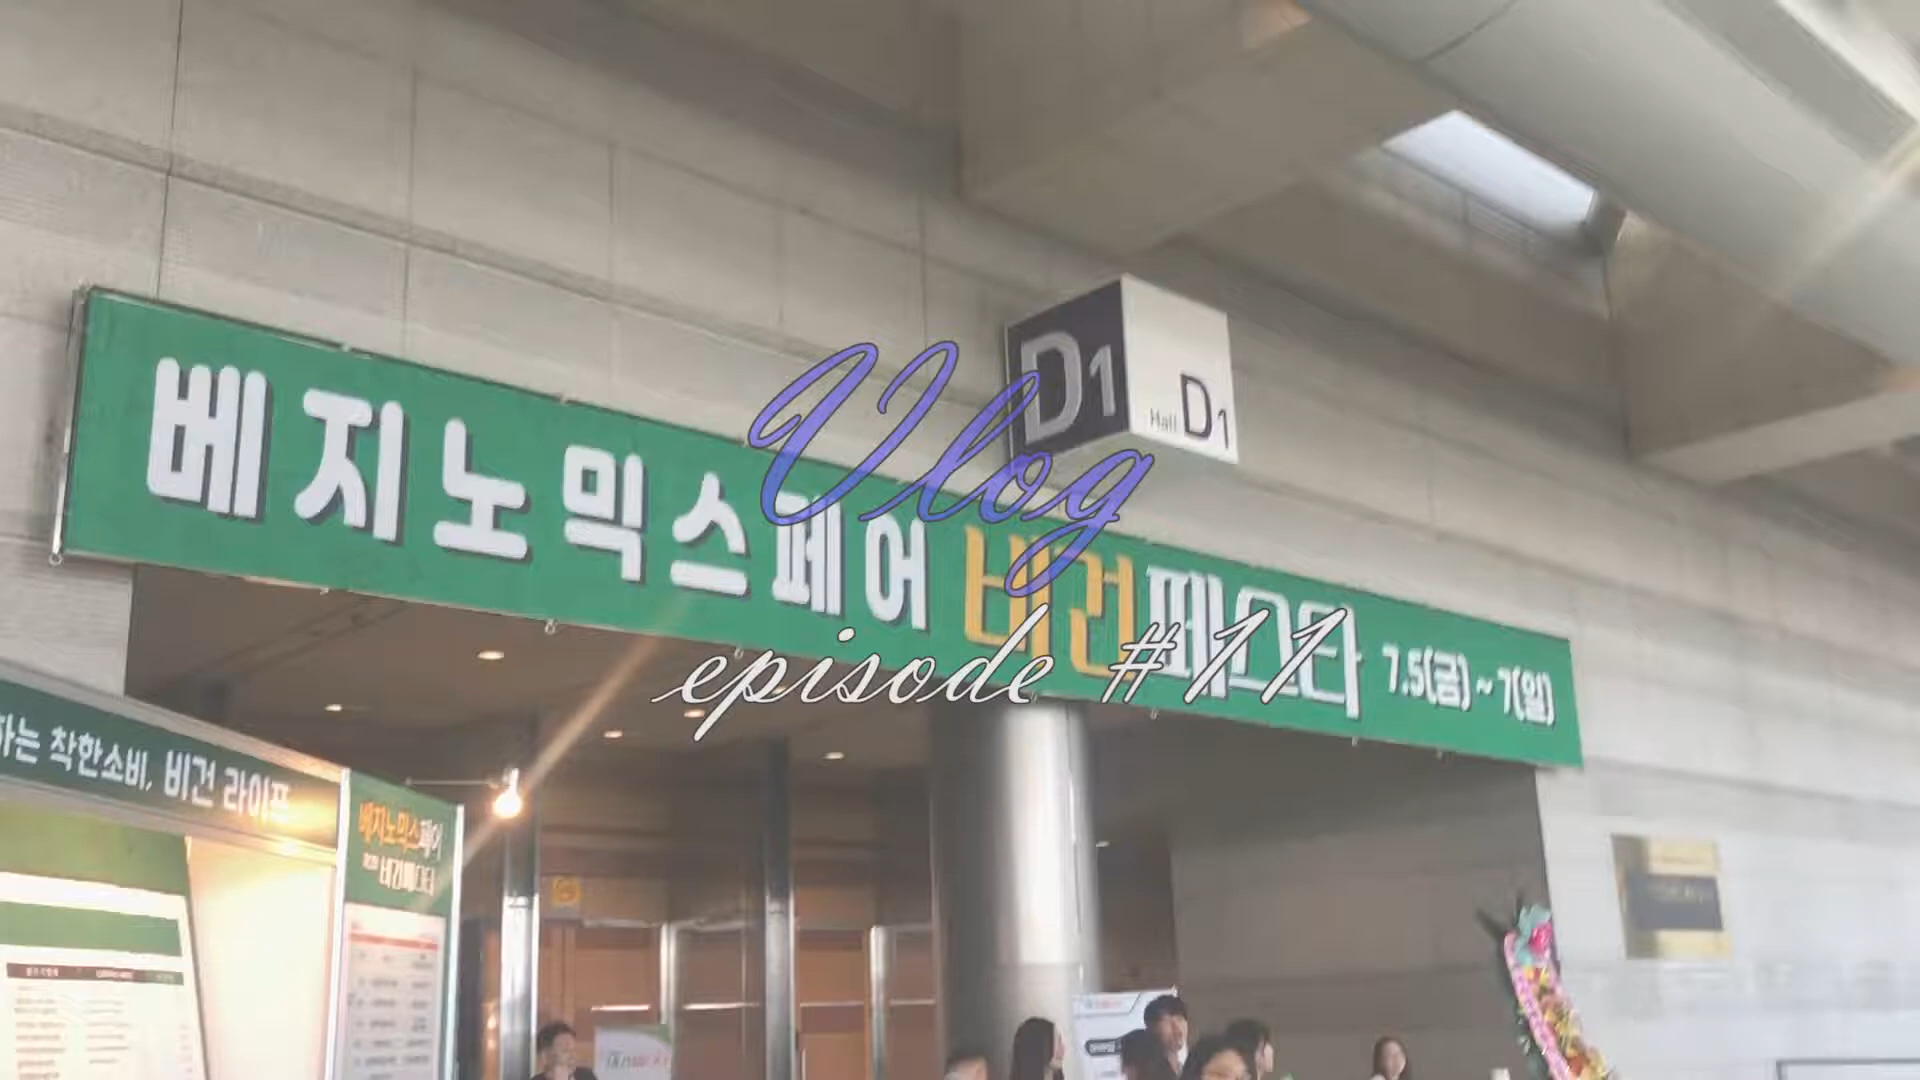 D1
Hall D1
Vlog
베지노믹스페어 비건페스타 7.5(금)~7(일)
episode #11
하는 착한소비, 비건 라이프
베지노믹스페어
비건페스타